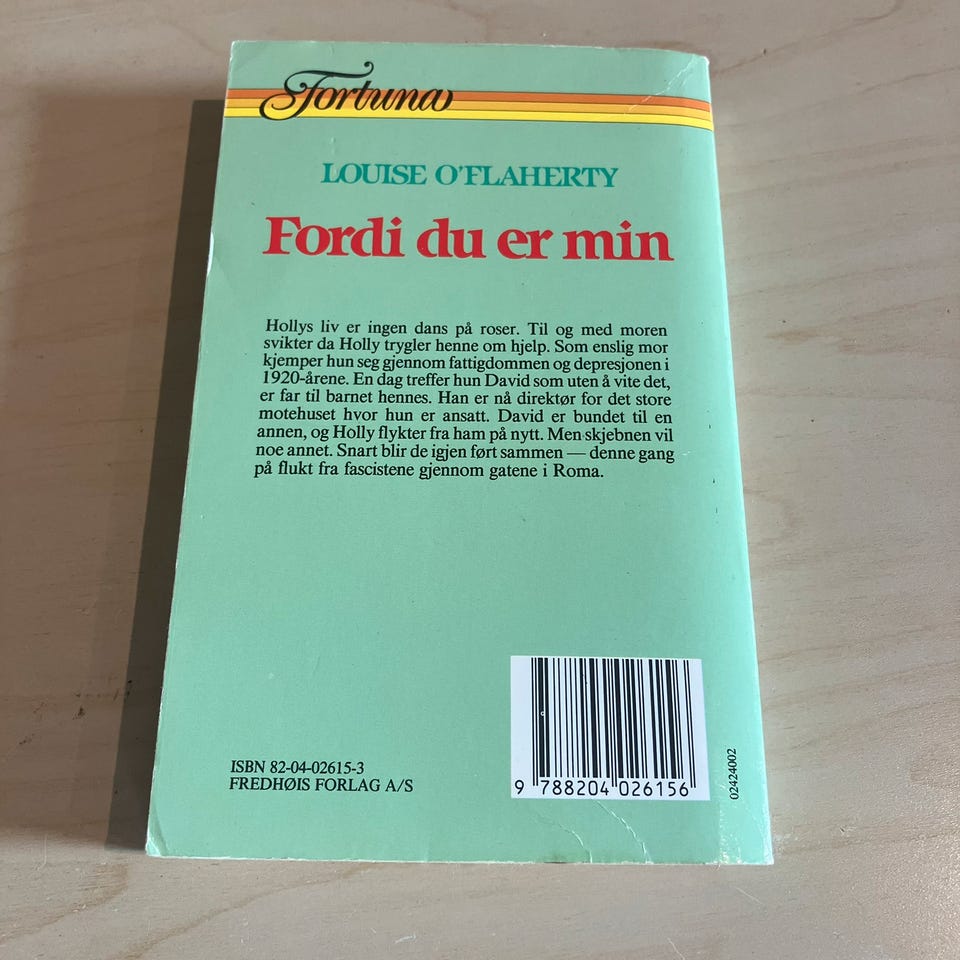 Fortuna
LOUISE O'FLAHERTY
Fordi du er min
Hollys liv er ingen dans på roser. Til og med moren
svikter da Holly trygler henne om hjelp. Som enslig mor
kjemper hun seg gjennom fattigdommen og depresjonen i
1920-årene. En dag treffer hun David som uten å vite det,
er far til barnet hennes. Han er nå direktør for det store
motehuset hvor hun er ansatt. David er bundet til en
annen, og Holly flykter fra ham på nytt. Men skjebnen vil
noe annet. Snart blir de igjen ført sammen — denne gang
på flukt fra fascistene gjennom gatene i Roma.
ISBN 82-04-02615-3
FREDHØIS FORLAG A/S
9 788204 026156
02424002